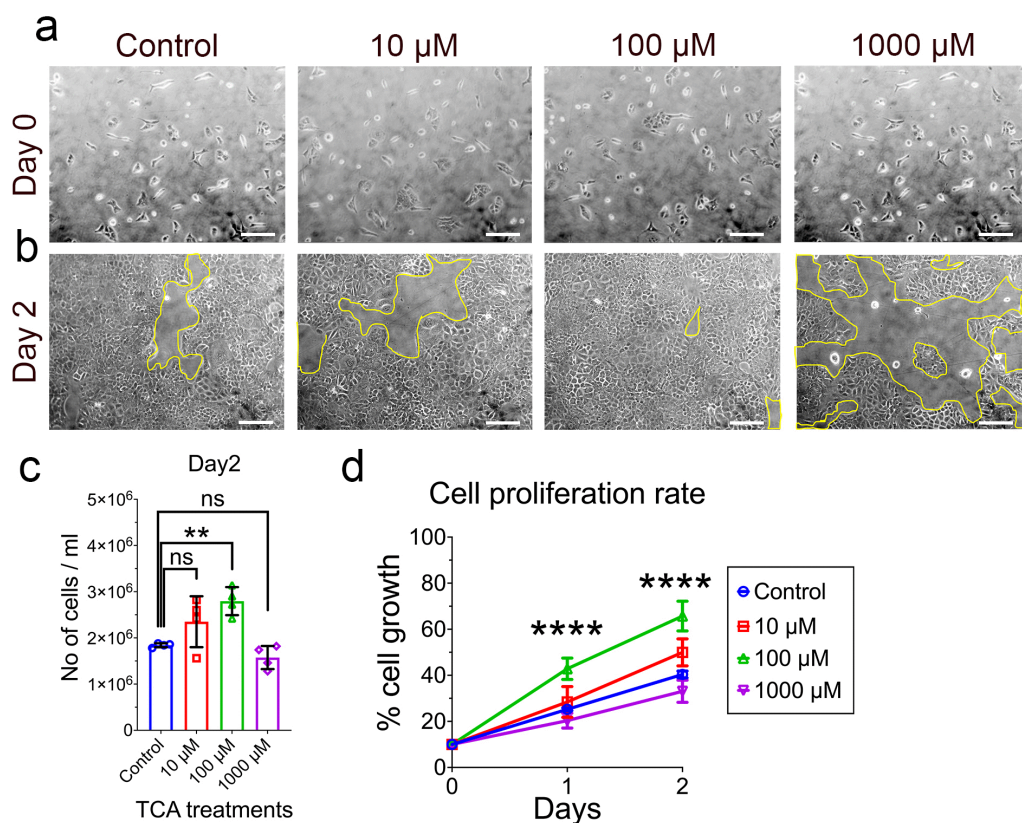 a
Control
10 µM
100 µM
1000 µM
Day 0
b
Day 2
c
Day2
No of cells / ml
5×10⁶
4×10⁶
3×10⁶
2×10⁶
1×10⁶
0
ns
**
ns
Control
10 µM
100 µM
1000 µM
TCA treatments
d
Cell proliferation rate
% cell growth
100
80
60
40
20
0
****
****
0
1
2
Days
Control
10 µM
100 µM
1000 µM